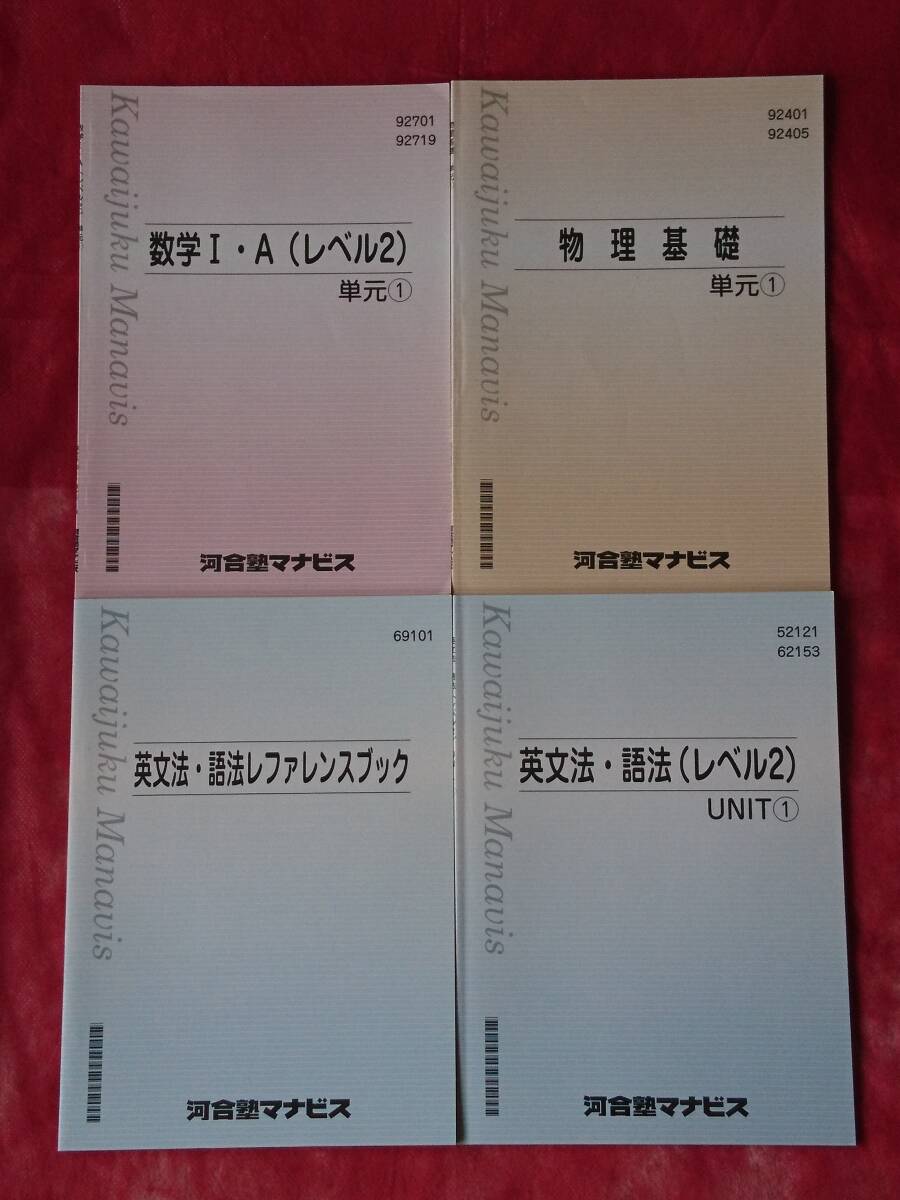 Kawaijuku Manavis
92701
92719
数学Ⅰ・A(レベル2)
単元①
河合塾マナビス
Kawaijuku Manavis
92401
92405
物理基礎
単元①
河合塾マナビス
Kawaijuku Manavis
69101
英文法・語法レファレンスブック
河合塾マナビス
Kawaijuku Manavis
52121
62153
英文法・語法(レベル2)
UNIT①
河合塾マナビス